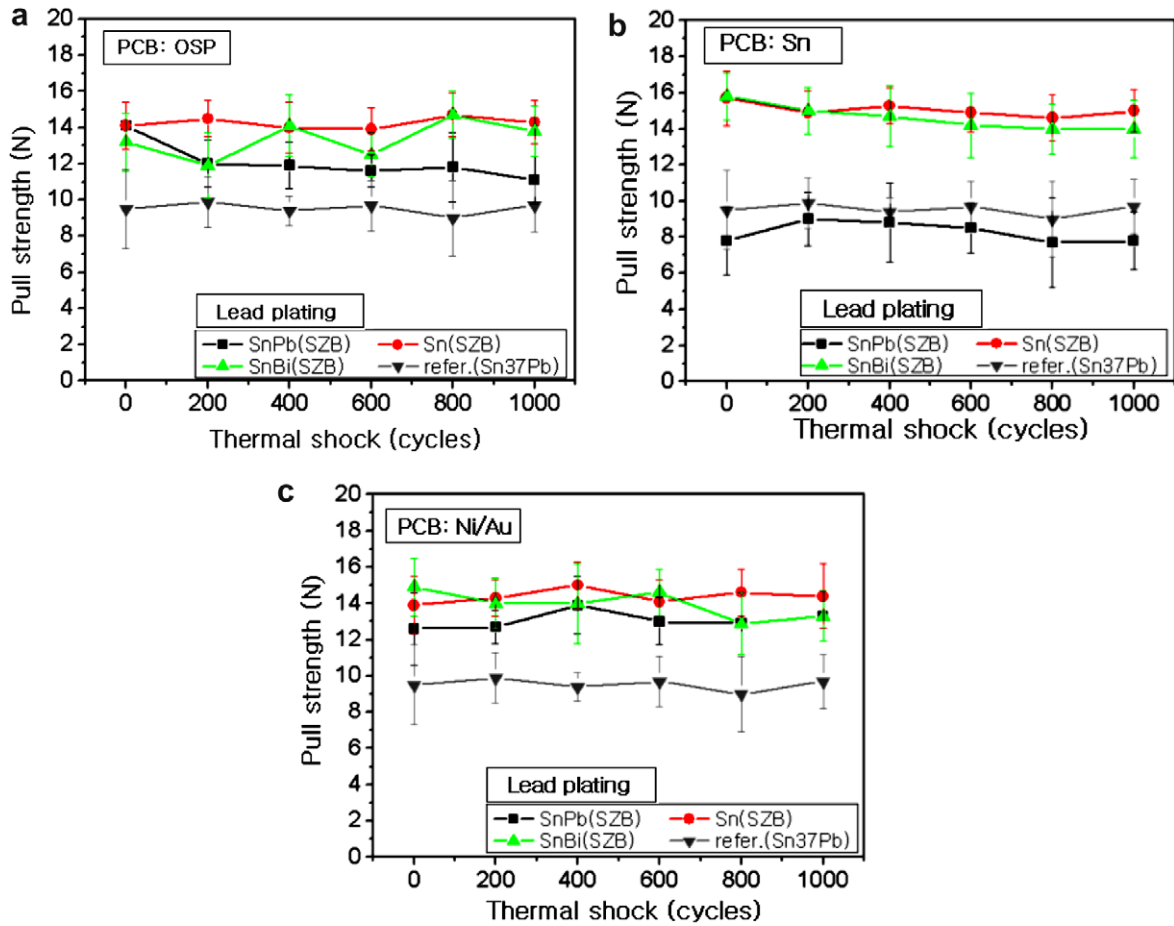 a
PCB: OSP
Pull strength (N)
20
18
16
14
12
10
8
6
4
2
0
Lead plating
SnPb(SZB) Sn(SZB)
SnBi(SZB) refer.(Sn37Pb)
0 200 400 600 800 1000
Thermal shock (cycles)
b
PCB: Sn
Pull strength (N)
20
18
16
14
12
10
8
6
4
2
0
Lead plating
SnPb(SZB) Sn(SZB)
SnBi(SZB) refer.(Sn37Pb)
0 200 400 600 800 1000
Thermal shock (cycles)
c
PCB: Ni/Au
Pull strength (N)
20
18
16
14
12
10
8
6
4
2
0
Lead plating
SnPb(SZB) Sn(SZB)
SnBi(SZB) refer.(Sn37Pb)
0 200 400 600 800 1000
Thermal shock (cycles)